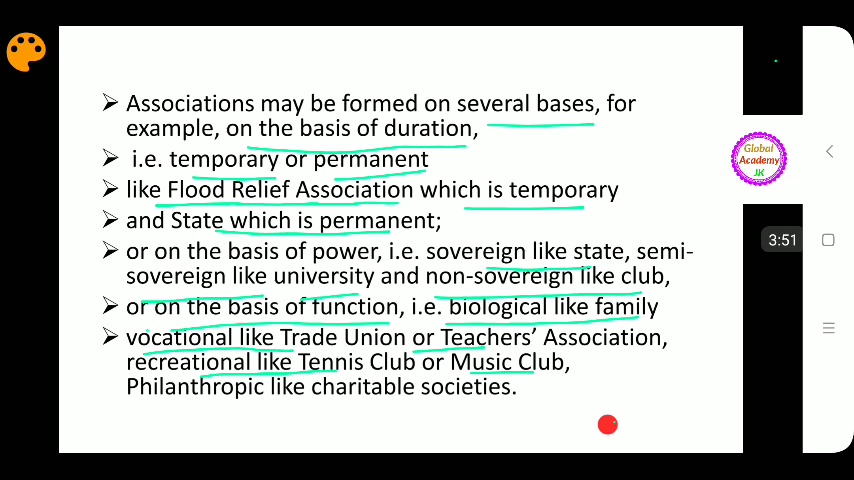 ➢ Associations may be formed on several bases, for
example, on the basis of duration,
➢ i.e. temporary or permanent
➢ like Flood Relief Association which is temporary
➢ and State which is permanent;
➢ or on the basis of power, i.e. sovereign like state, semi-
sovereign like university and non-sovereign like club,
➢ or on the basis of function, i.e. biological like family
➢ vocational like Trade Union or Teachers’ Association,
recreational like Tennis Club or Music Club,
Philanthropic like charitable societies.
Global
Academy
JK
3:51